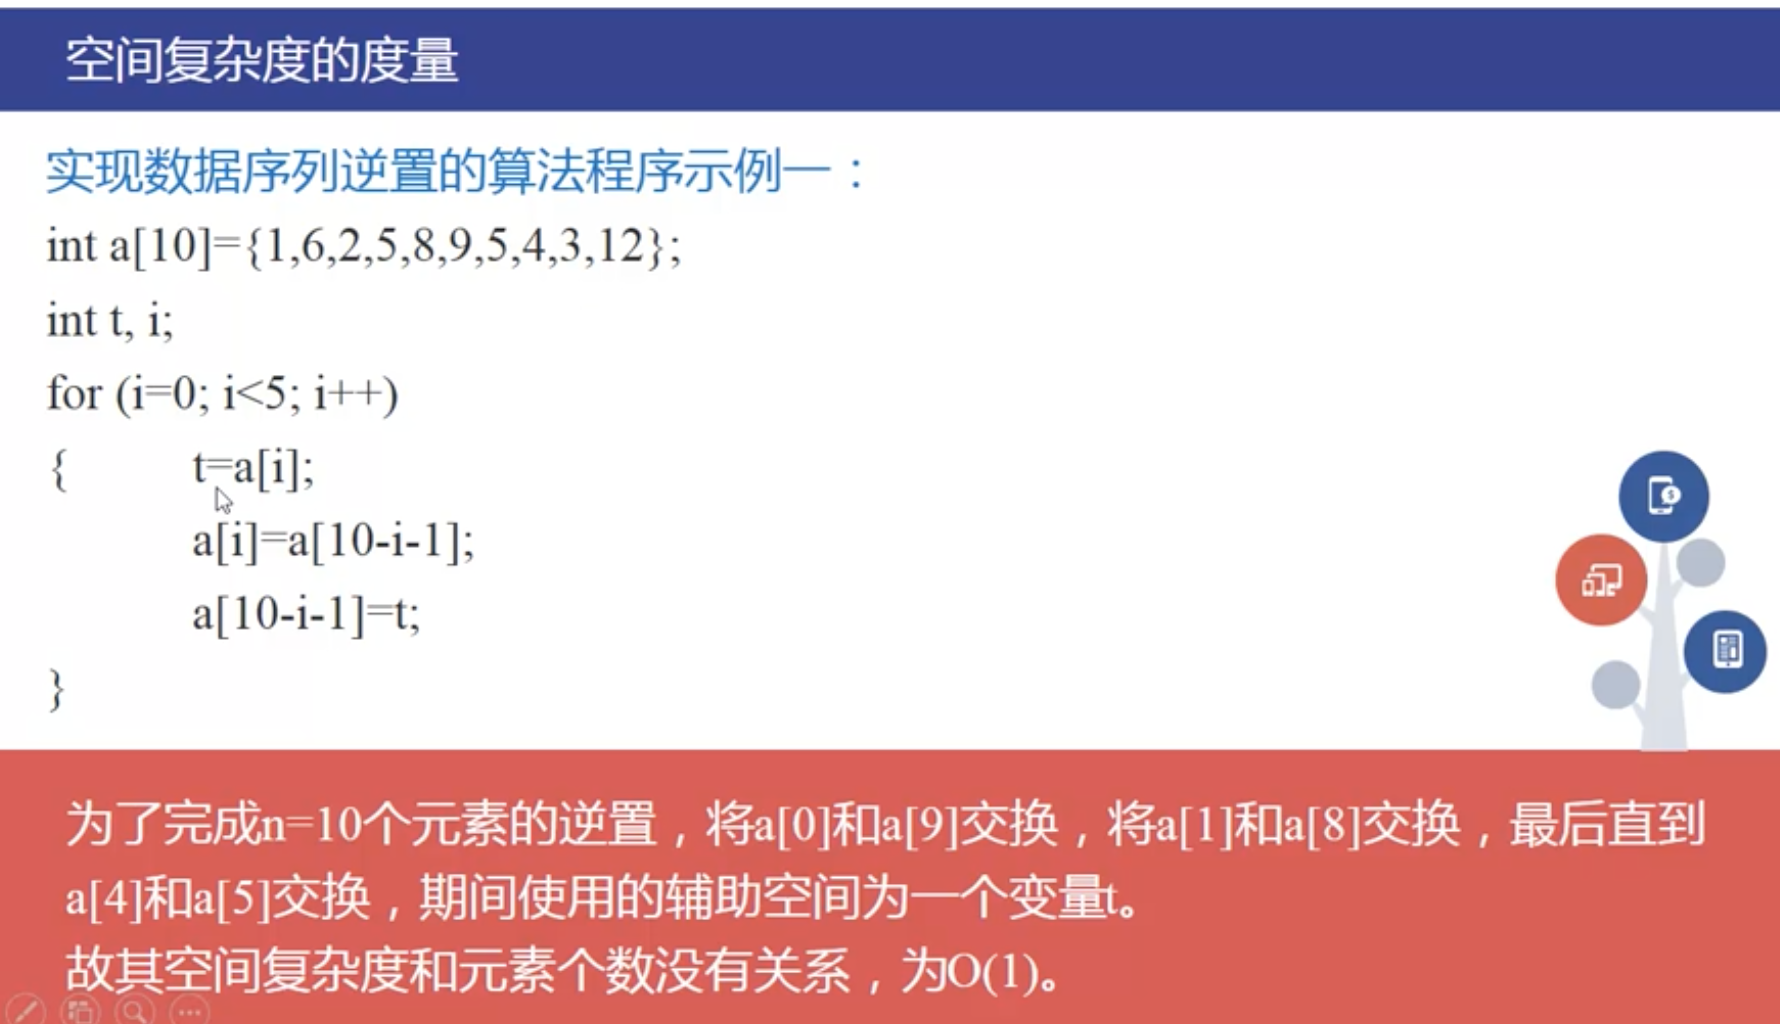 空间复杂度的度量
实现数据序列逆置的算法程序示例一：
int a[10]={1,6,2,5,8,9,5,4,3,12};
int t, i;
for (i=0; i<5; i++)
{ t=a[i];
a[i]=a[10-i-1];
a[10-i-1]=t;
}
为了完成n=10个元素的逆置，将a[0]和a[9]交换，将a[1]和a[8]交换，最后直到
a[4]和a[5]交换，期间使用的辅助空间为一个变量t。
故其空间复杂度和元素个数没有关系，为O(1)。